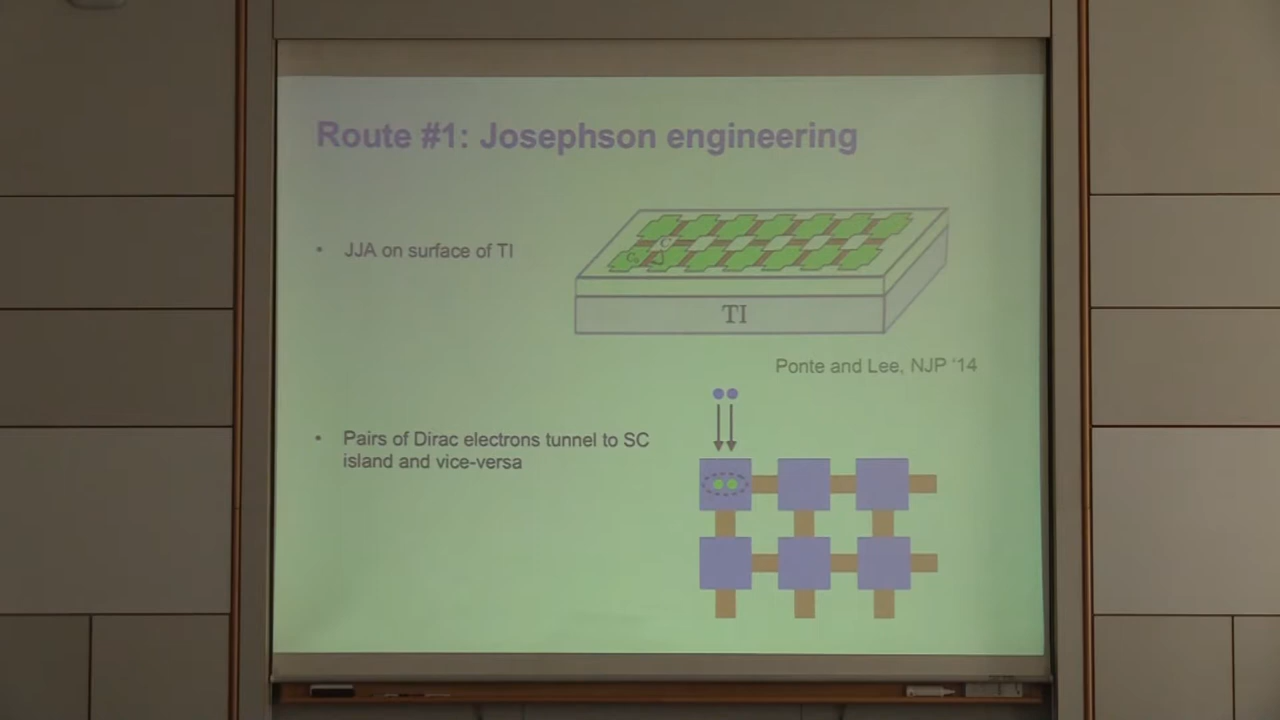 Route #1: Josephson engineering
• JJA on surface of TI
C
TI
Ponte and Lee, NJP '14
• Pairs of Dirac electrons tunnel to SC
island and vice-versa